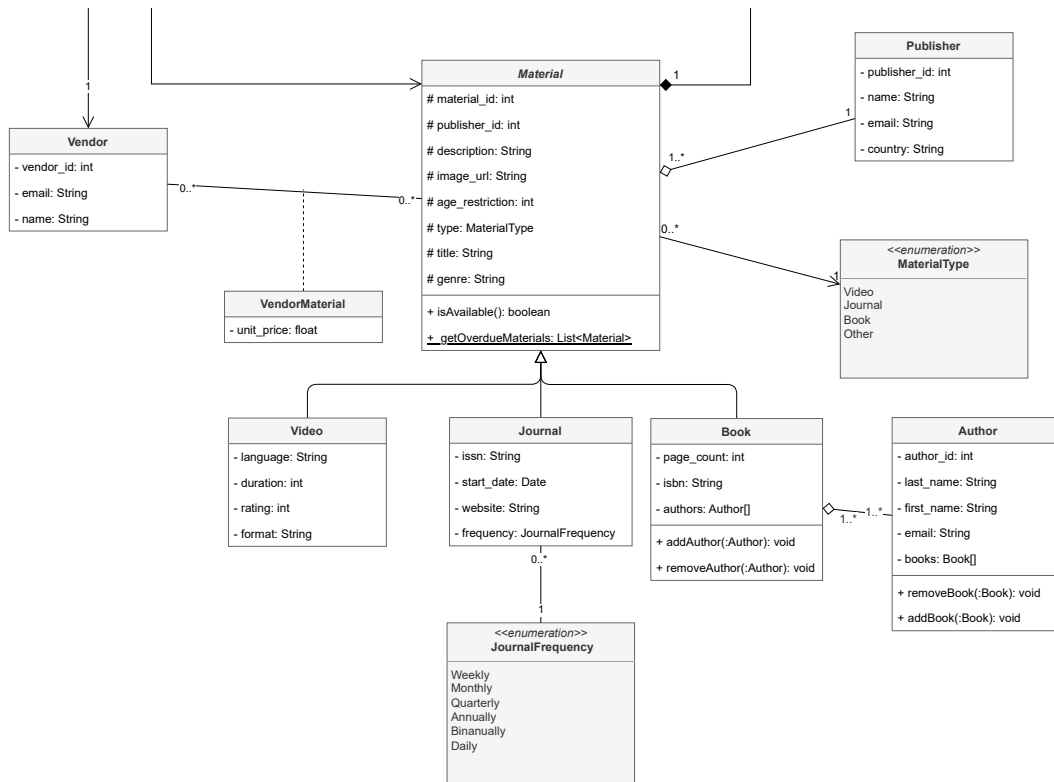 Publisher
- publisher_id: int
- name: String
- email: String
- country: String
1
Material
# material_id: int
# publisher_id: int
# description: String
# image_url: String
# age_restriction: int
# type: MaterialType
# title: String
# genre: String
+ isAvailable(): boolean
+ getOverdueMaterials: List<Material>
1
1..*
0..*
1
Vendor
- vendor_id: int
- email: String
- name: String
0..*
0..*
VendorMaterial
- unit_price: float
<<enumeration>>
MaterialType
Video
Journal
Book
Other
1
Video
- language: String
- duration: int
- rating: int
- format: String
Journal
- issn: String
- start_date: Date
- website: String
- frequency: JournalFrequency
0..*
1
Book
- page_count: int
- isbn: String
- authors: Author[]
+ addAuthor(:Author): void
+ removeAuthor(:Author): void
1..*
1..*
Author
- author_id: int
- last_name: String
- first_name: String
- email: String
- books: Book[]
+ removeBook(:Book): void
+ addBook(:Book): void
<<enumeration>>
JournalFrequency
Weekly
Monthly
Quarterly
Annually
Binanually
Daily